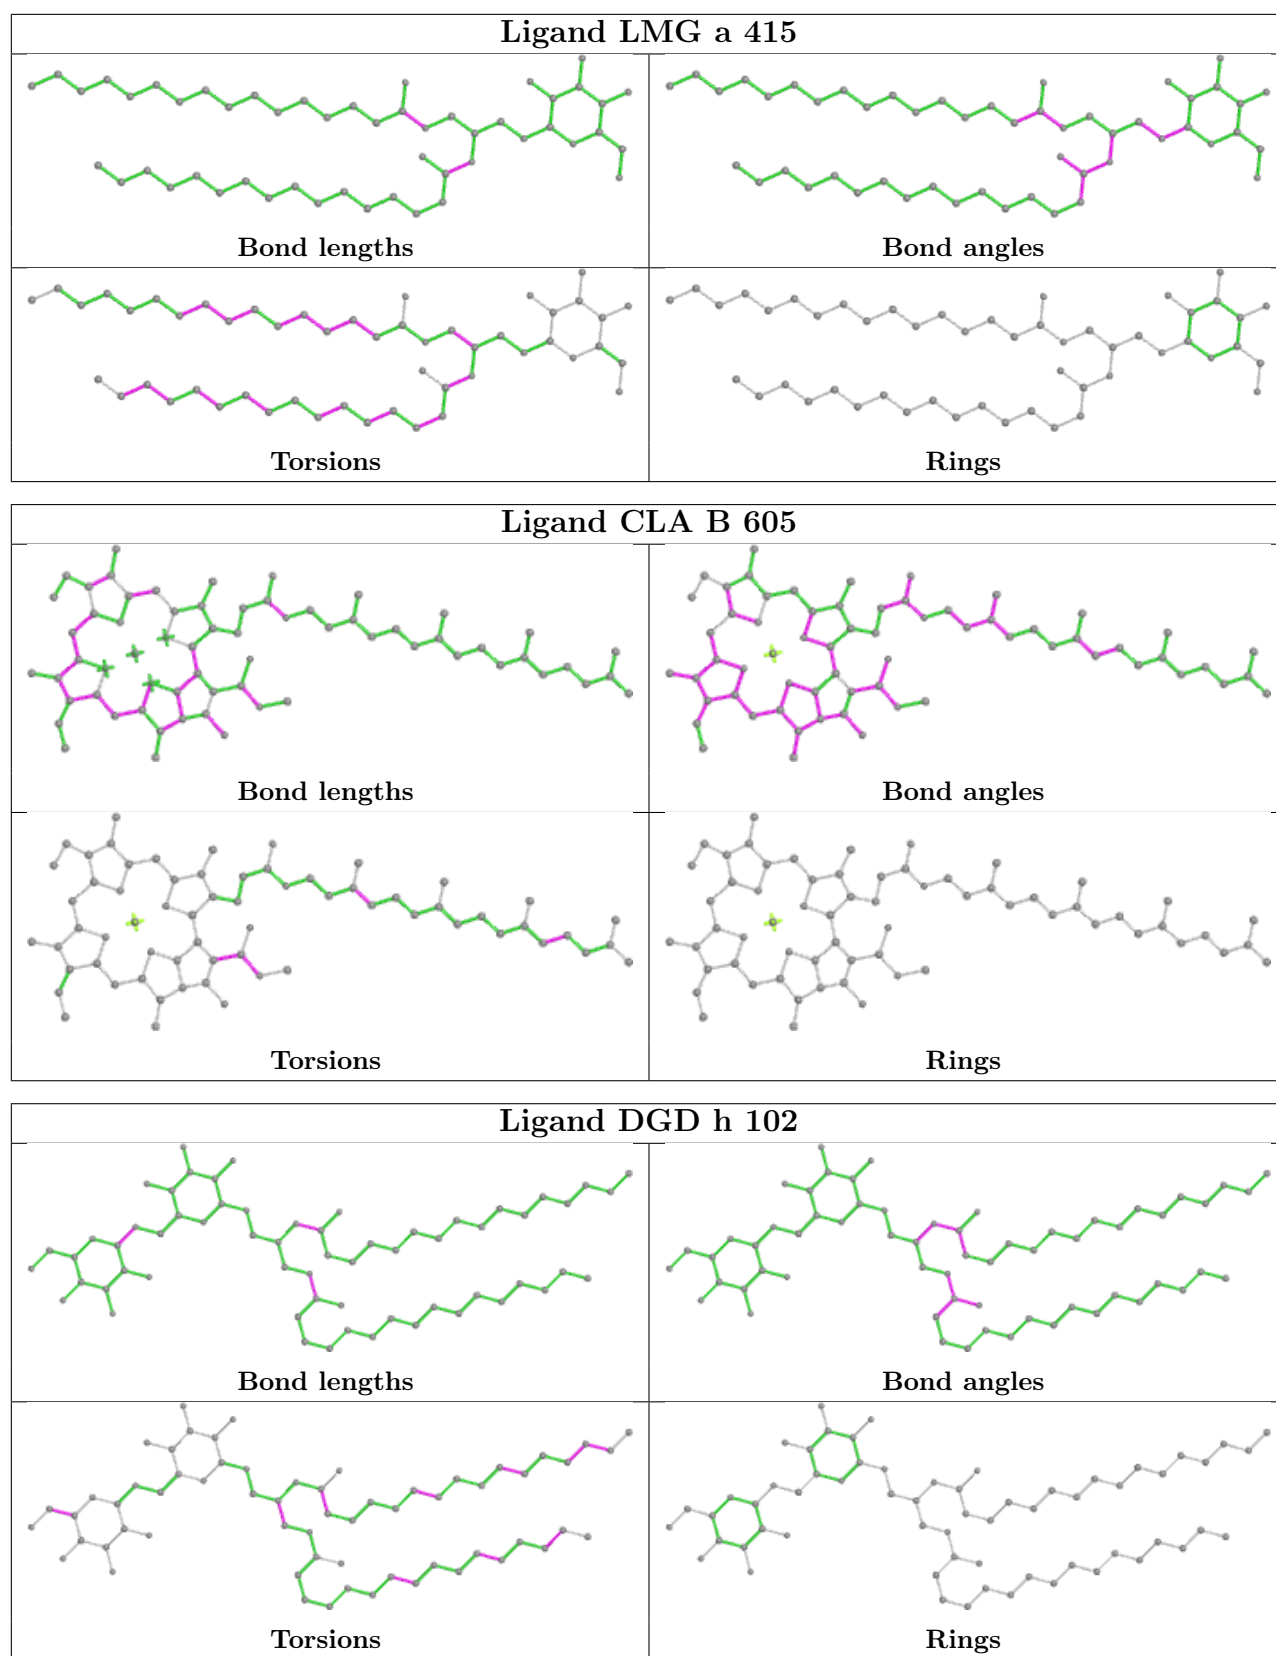 Ligand LMG a 415
Bond lengths
Bond angles
Torsions
Rings
Ligand CLA B 605
Bond lengths
Bond angles
Torsions
Rings
Ligand DGD h 102
Bond lengths
Bond angles
Torsions
Rings